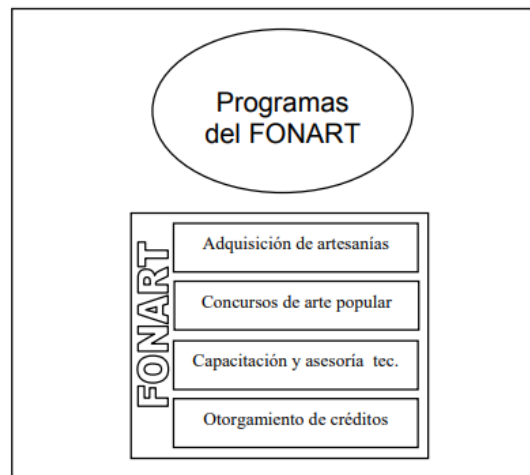 Programas
del FONART
FONART
Adquisición de artesanías
Concursos de arte popular
Capacitación y asesoría tec.
Otorgamiento de créditos